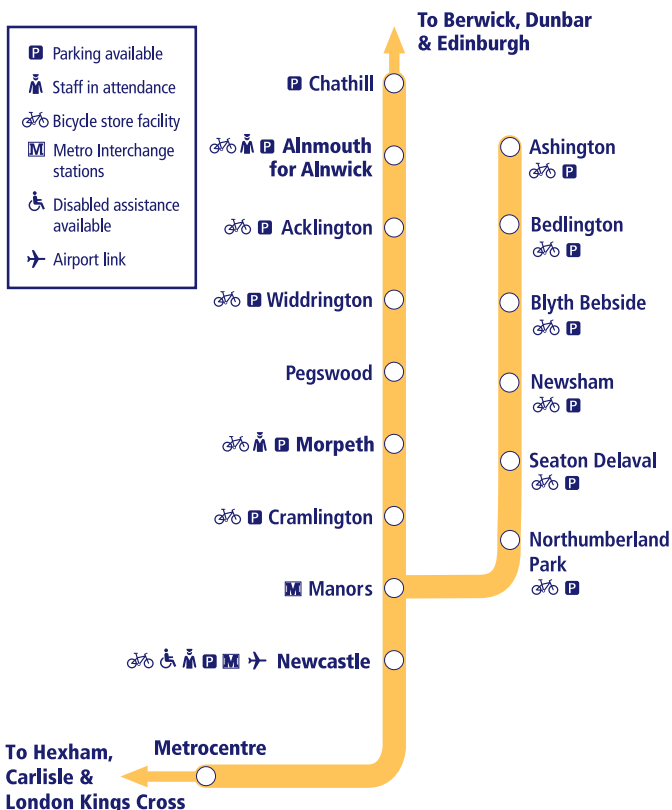 To Berwick, Dunbar
& Edinburgh
P Parking available
Staff in attendance
Bicycle store facility
M Metro Interchange
stations
Disabled assistance
available
Airport link
P Chathill
P Alnmouth
for Alnwick
P Acklington
P Widdrington
Pegswood
P Morpeth
P Cramlington
M Manors
P M Newcastle
Metrocentre
To Hexham,
Carlisle &
London Kings Cross
Ashington
P
Bedlington
P
Blyth Bebside
P
Newsham
P
Seaton Delaval
P
Northumberland
Park
P